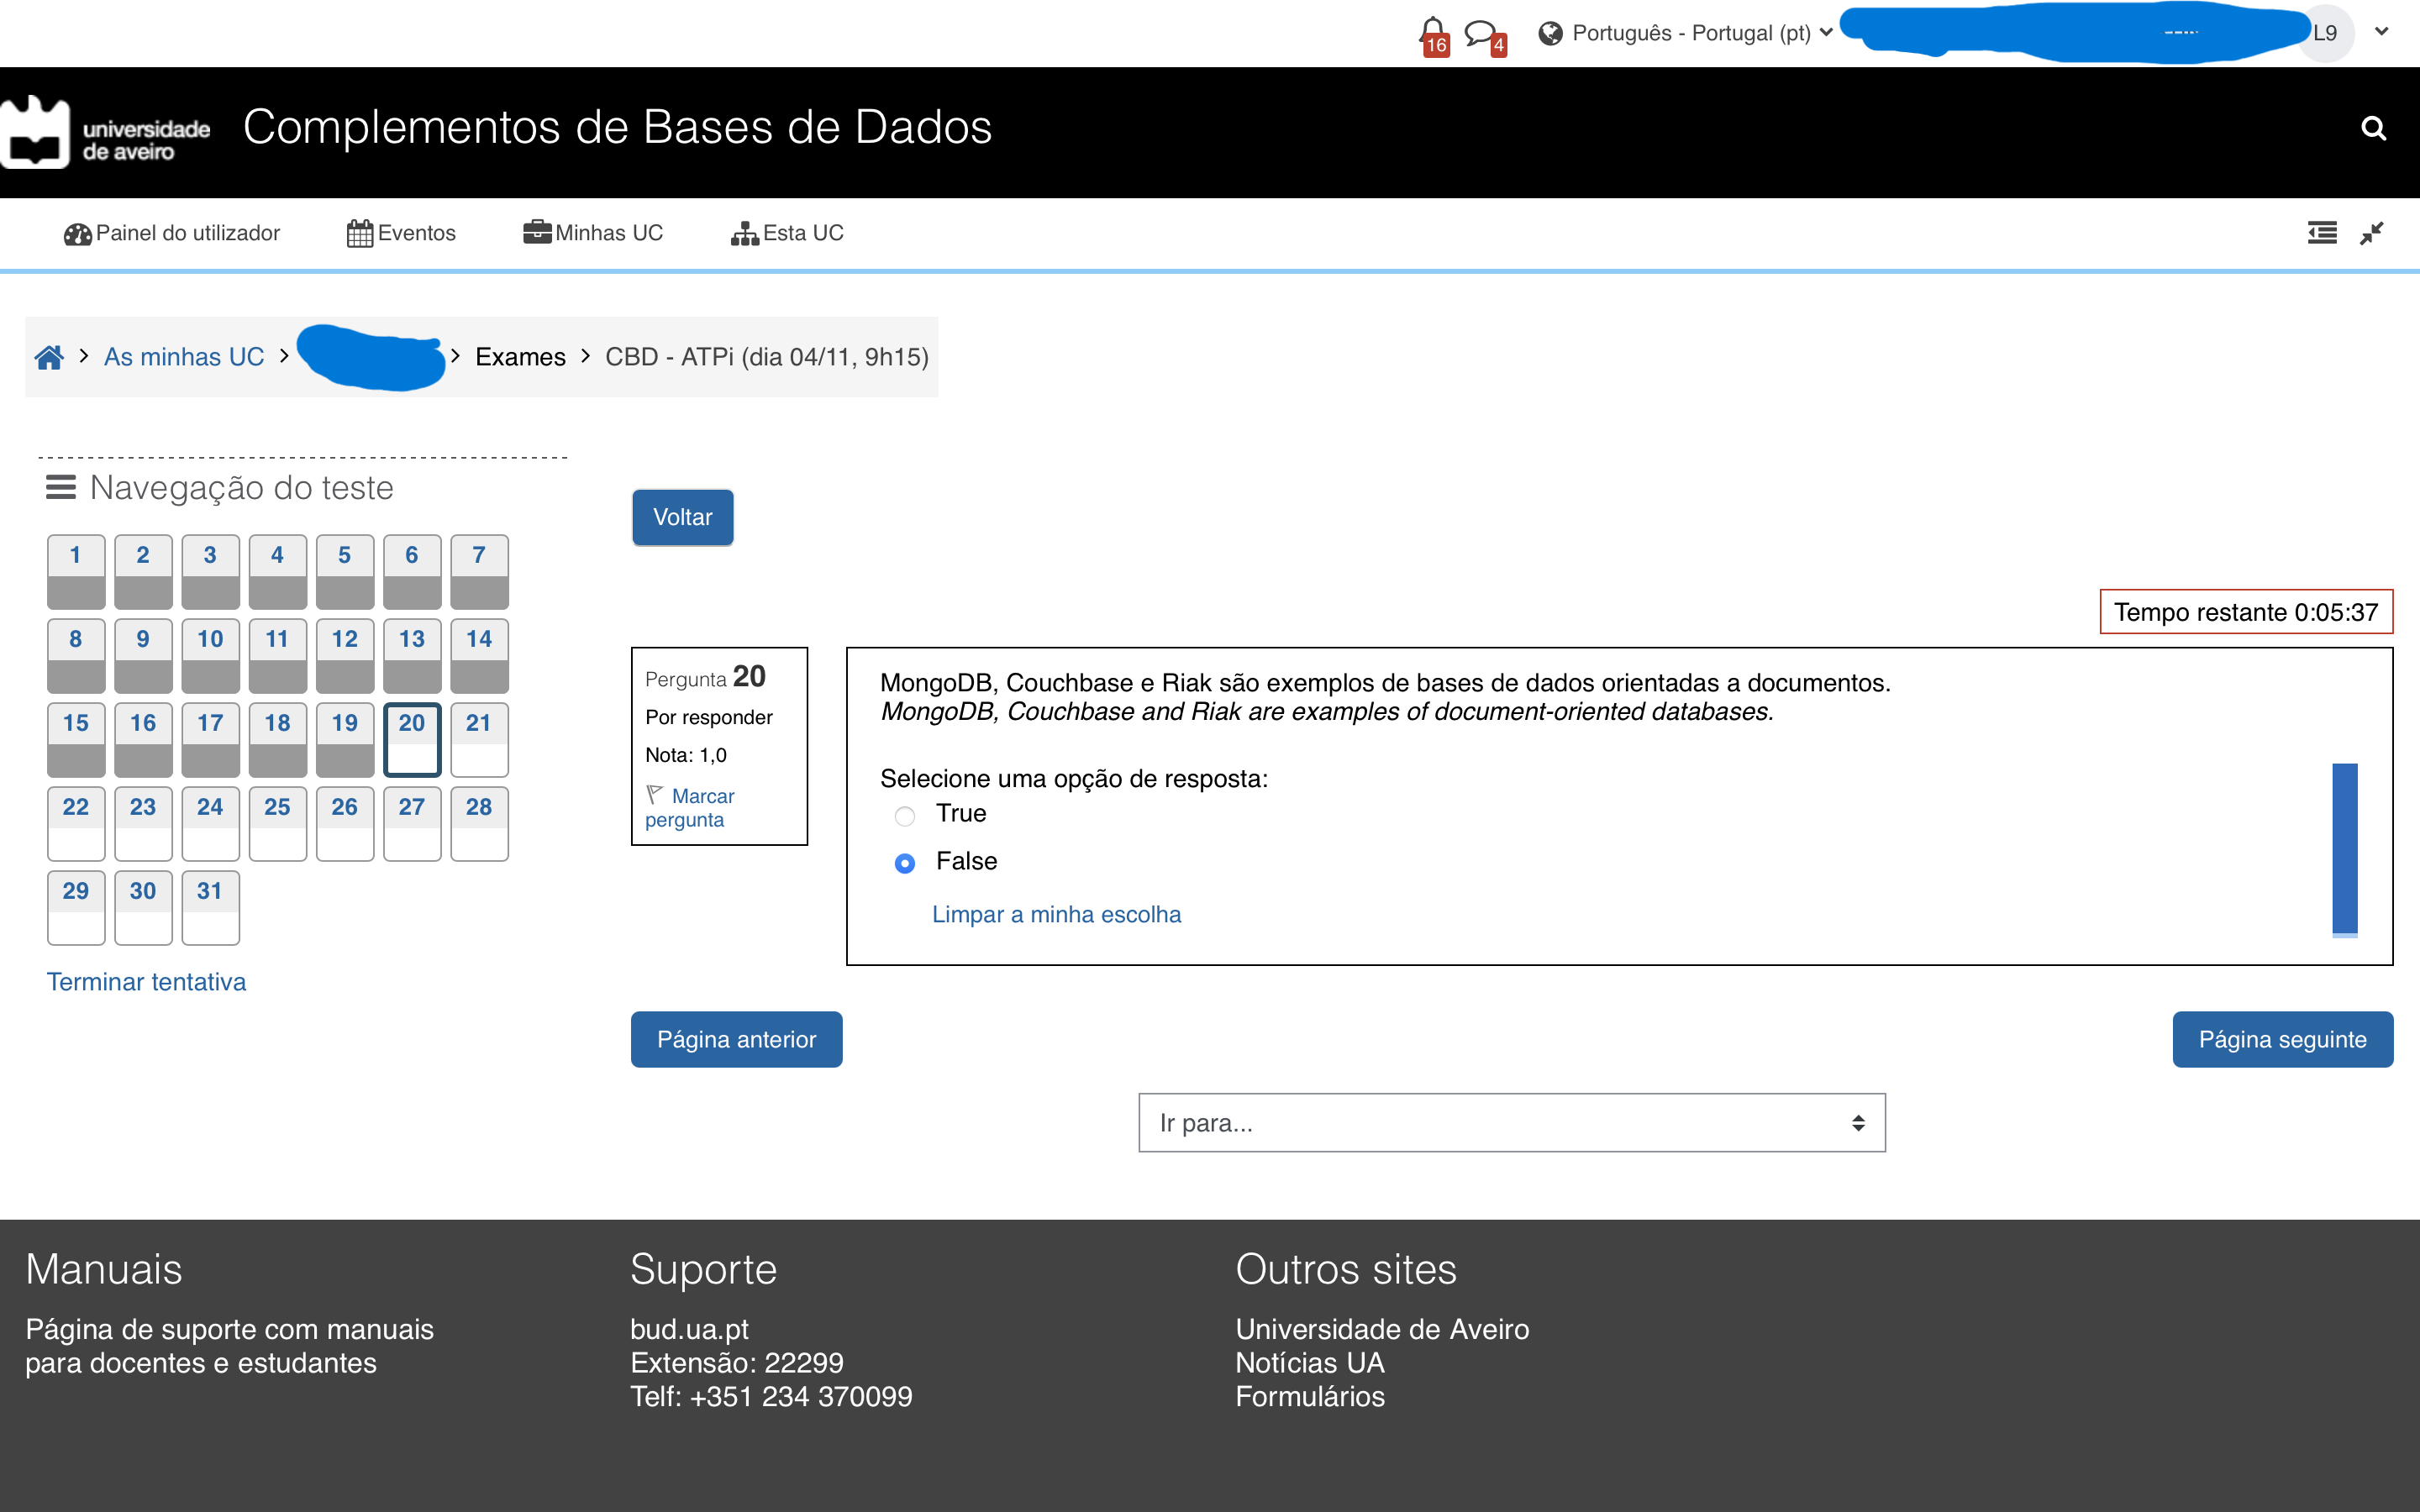 16
4
Português - Portugal (pt)
L9
universidade
de aveiro
Complementos de Bases de Dados
Painel do utilizador
Eventos
Minhas UC
Esta UC
As minhas UC
Exames
CBD - ATPi (dia 04/11, 9h15)
Navegação do teste
1 2 3 4 5 6 7
8 9 10 11 12 13 14
15 16 17 18 19 20 21
22 23 24 25 26 27 28
29 30 31
Terminar tentativa
Voltar
Tempo restante 0:05:37
Pergunta 20
Por responder
Nota: 1,0
Marcar
pergunta
MongoDB, Couchbase e Riak são exemplos de bases de dados orientadas a documentos.
MongoDB, Couchbase and Riak are examples of document-oriented databases.
Selecione uma opção de resposta:
True
False
Limpar a minha escolha
Página anterior
Página seguinte
Ir para...
Manuais
Página de suporte com manuais
para docentes e estudantes
Suporte
bud.ua.pt
Extensão: 22299
Telf: +351 234 370099
Outros sites
Universidade de Aveiro
Notícias UA
Formulários